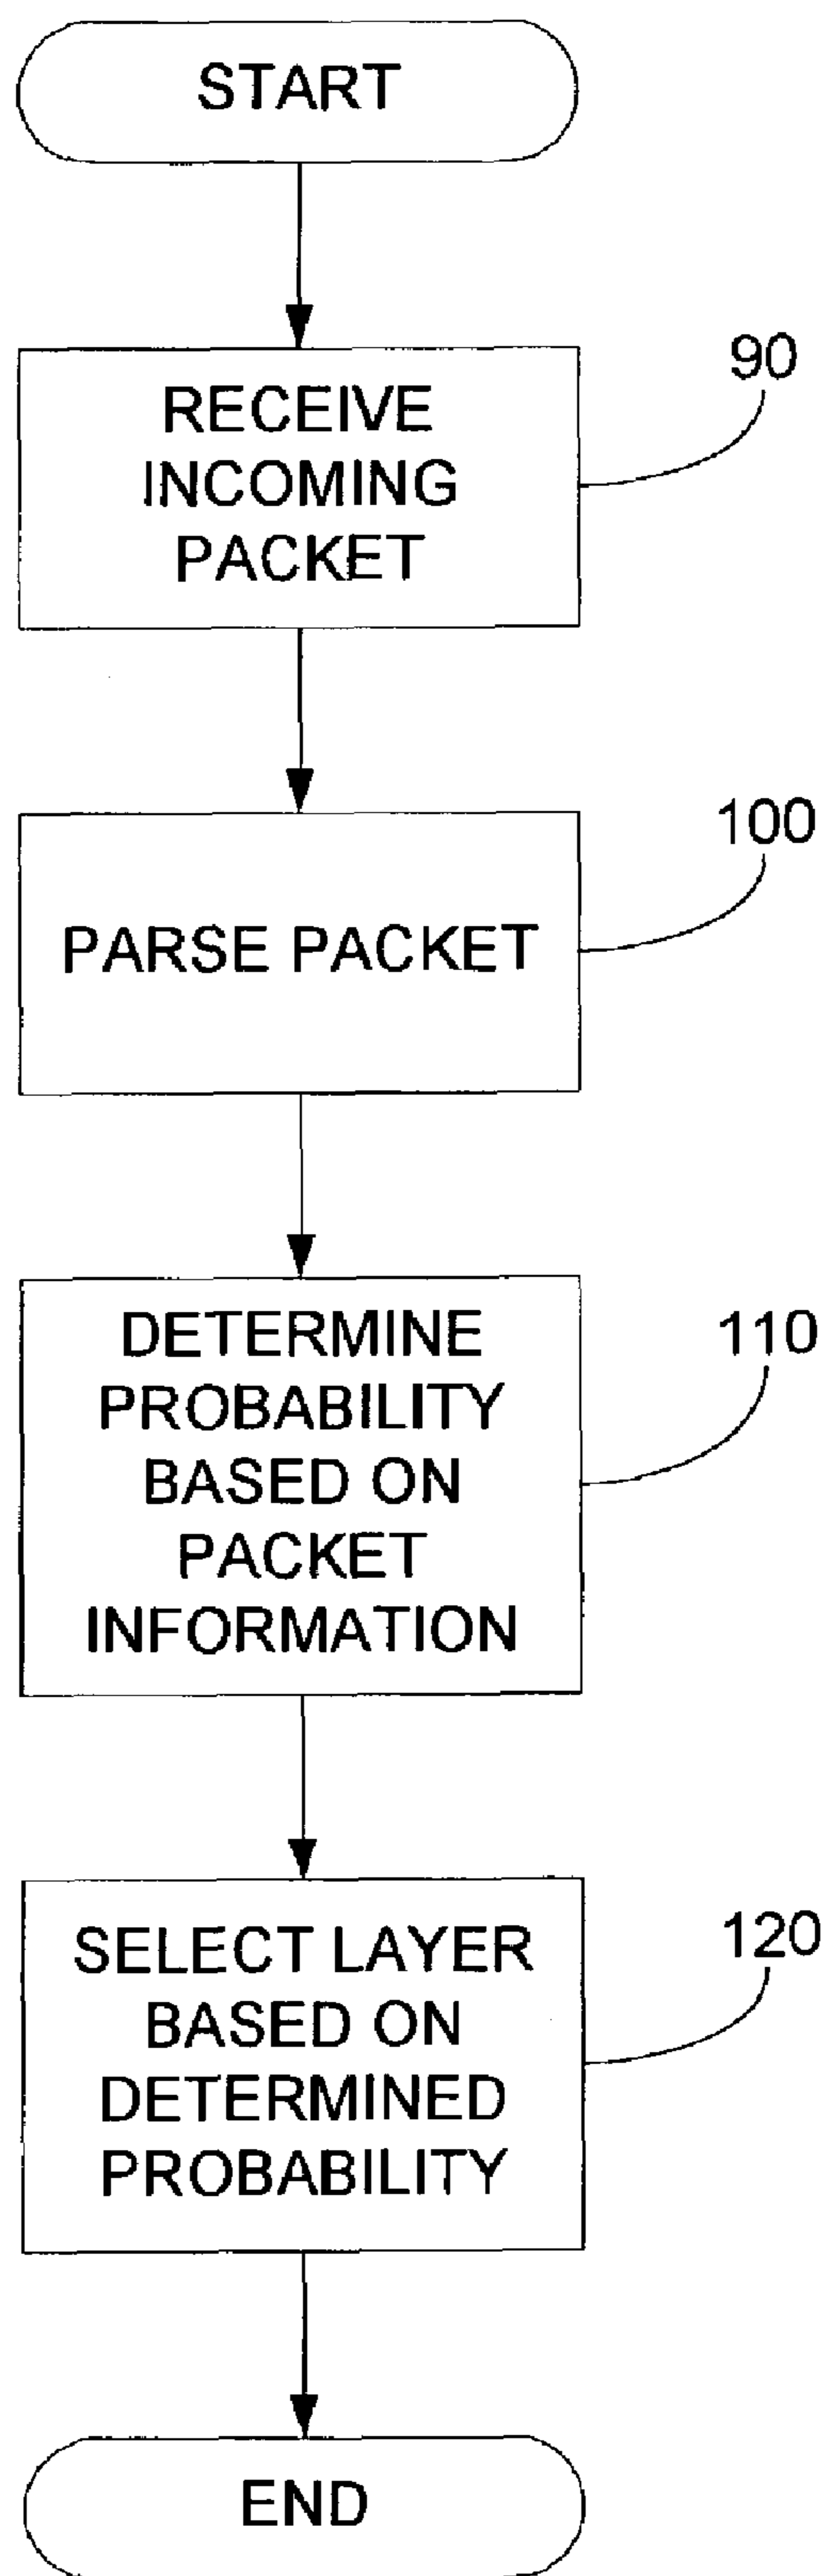 START
RECEIVE
INCOMING
PACKET
90
PARSE PACKET
100
DETERMINE
PROBABILITY
BASED ON
PACKET
INFORMATION
110
SELECT LAYER
BASED ON
DETERMINED
PROBABILITY
120
END